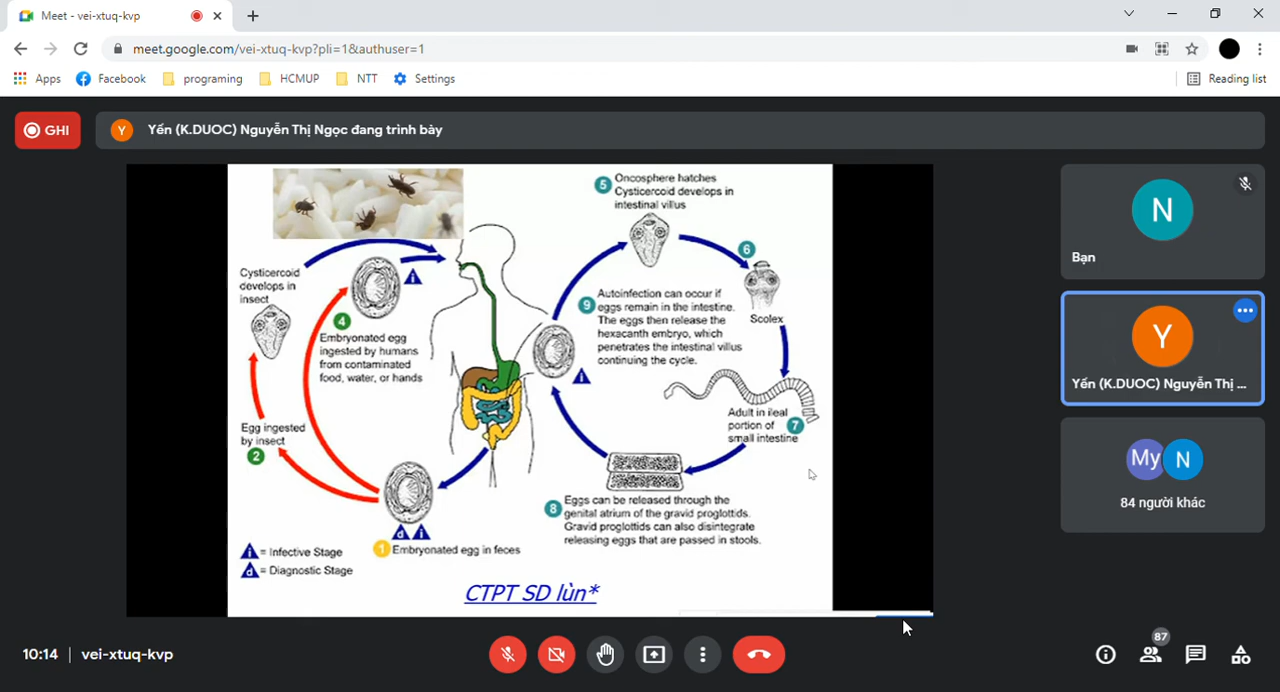 Meet - vei-xtuq-kvp
meet.google.com/vei-xtuq-kvp?pli=1&authuser=1
Apps
Facebook
programing
HCMUP
NTT
Settings
Reading list
GHI
Y
Yến (K.DUOC) Nguyễn Thị Ngọc đang trình bày
5
Oncosphere hatches
Cysticercoid develops in
intestinal villus
6
Cysticercoid
develops in
insect
i
4
Embryonated egg
ingested by humans
from contaminated
food, water, or hands
9
Autoinfection can occur if
eggs remain in the intestine.
The eggs then release the
hexacanth embryo, which
penetrates the intestinal villus
continuing the cycle.
Scolex
i
Egg ingested
by insect
2
Adult in ileal
portion of
small intestine
7
8
Eggs can be released through the
genital atrium of the gravid proglottids.
Gravid proglottids can also disintegrate
releasing eggs that are passed in stools.
d i
1 Embryonated egg in feces
i = Infective Stage
d = Diagnostic Stage
CTPT SD lùn*
N
Bạn
Y
Yến (K.DUOC) Nguyễn Thị ...
My N
84 người khác
10:14 | vei-xtuq-kvp
87